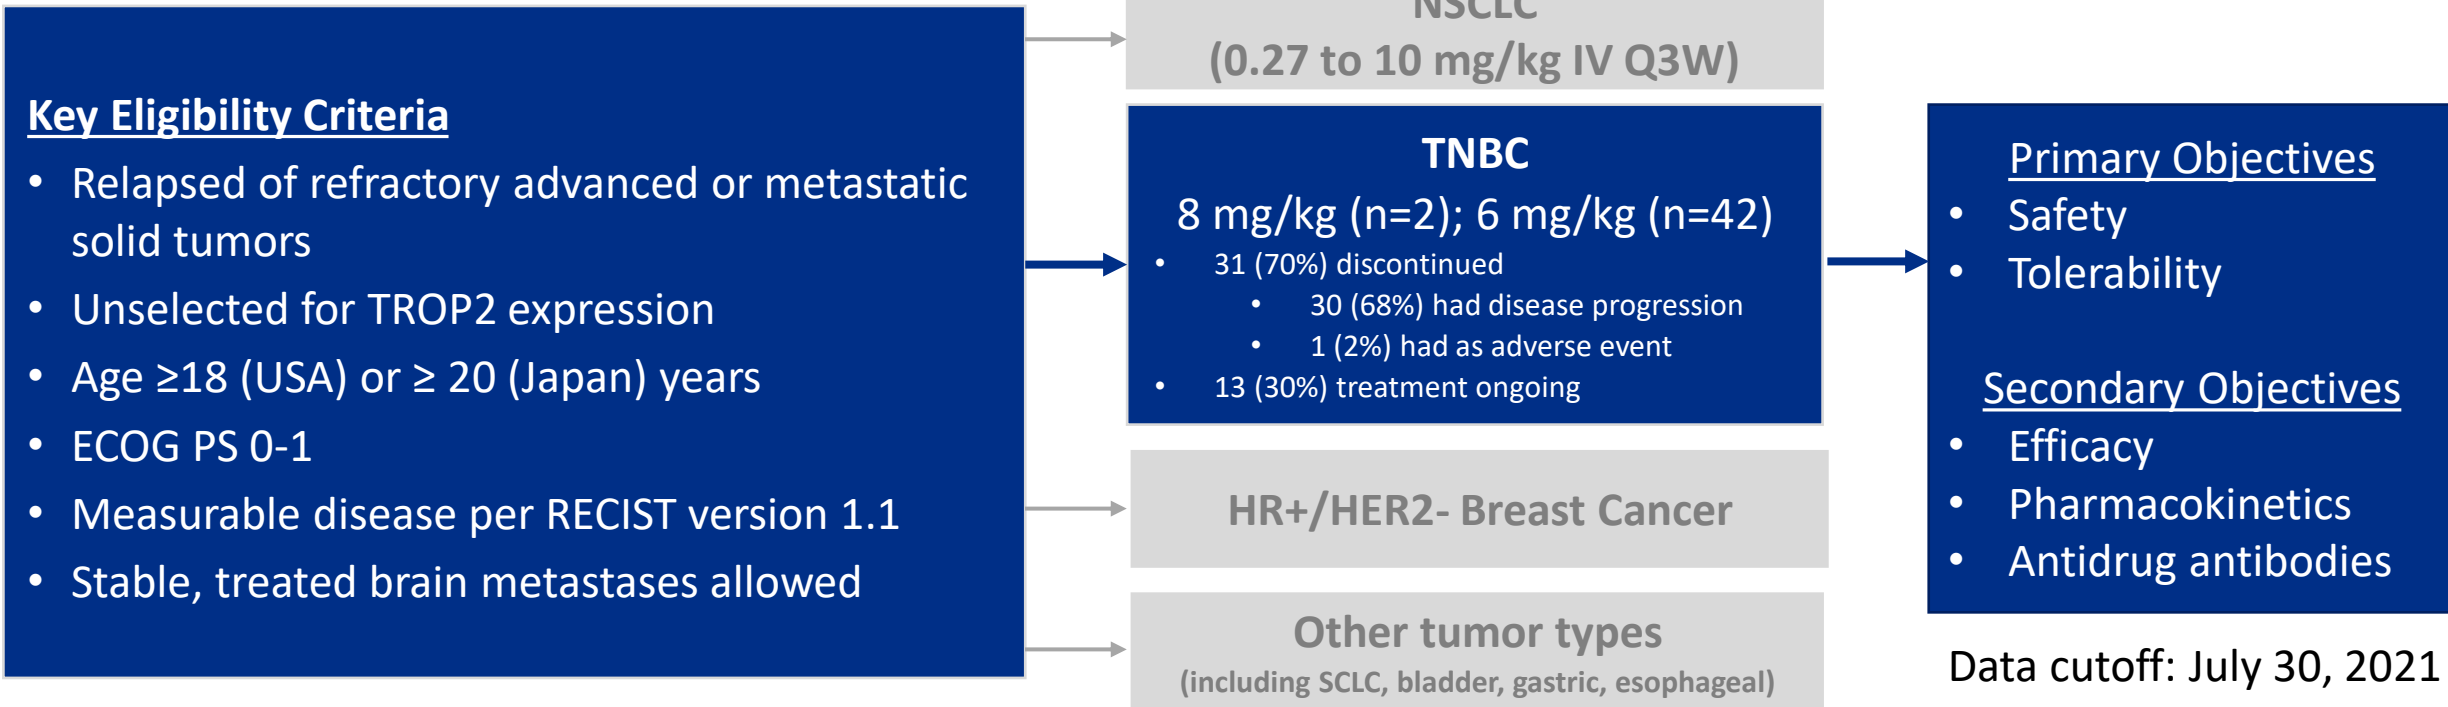 Key Eligibility Criteria
• Relapsed of refractory advanced or metastatic
solid tumors
• Unselected for TROP2 expression
• Age ≥18 (USA) or ≥ 20 (Japan) years
• ECOG PS 0-1
• Measurable disease per RECIST version 1.1
• Stable, treated brain metastases allowed
NSCLC
(0.27 to 10 mg/kg IV Q3W)
TNBC
8 mg/kg (n=2); 6 mg/kg (n=42)
• 31 (70%) discontinued
• 30 (68%) had disease progression
• 1 (2%) had as adverse event
• 13 (30%) treatment ongoing
HR+/HER2- Breast Cancer
Other tumor types
(including SCLC, bladder, gastric, esophageal)
Primary Objectives
• Safety
• Tolerability
Secondary Objectives
• Efficacy
• Pharmacokinetics
• Antidrug antibodies
Data cutoff: July 30, 2021